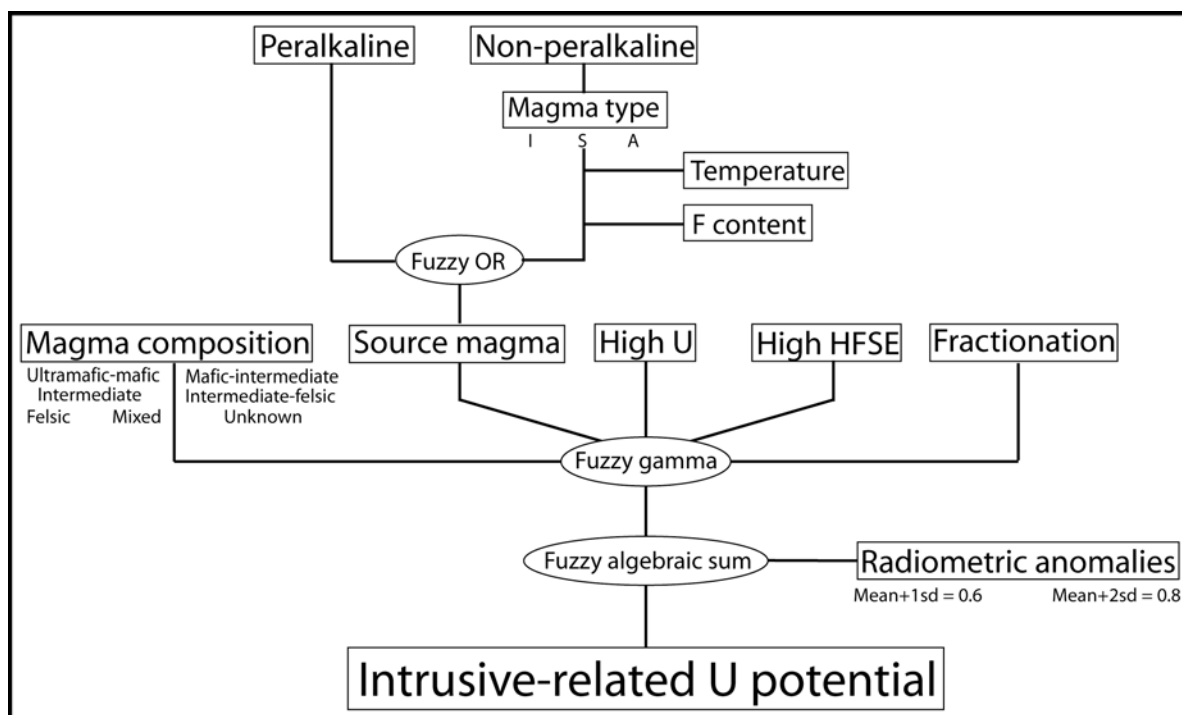 Peralkaline
Non-peralkaline
Magma type
I S A
Temperature
F content
Fuzzy OR
Magma composition
Source magma
High U
High HFSE
Fractionation
Ultramafic-mafic
Mafic-intermediate
Intermediate
Intermediate-felsic
Felsic
Mixed
Unknown
Fuzzy gamma
Fuzzy algebraic sum
Radiometric anomalies
Mean+1sd = 0.6
Mean+2sd = 0.8
Intrusive-related U potential